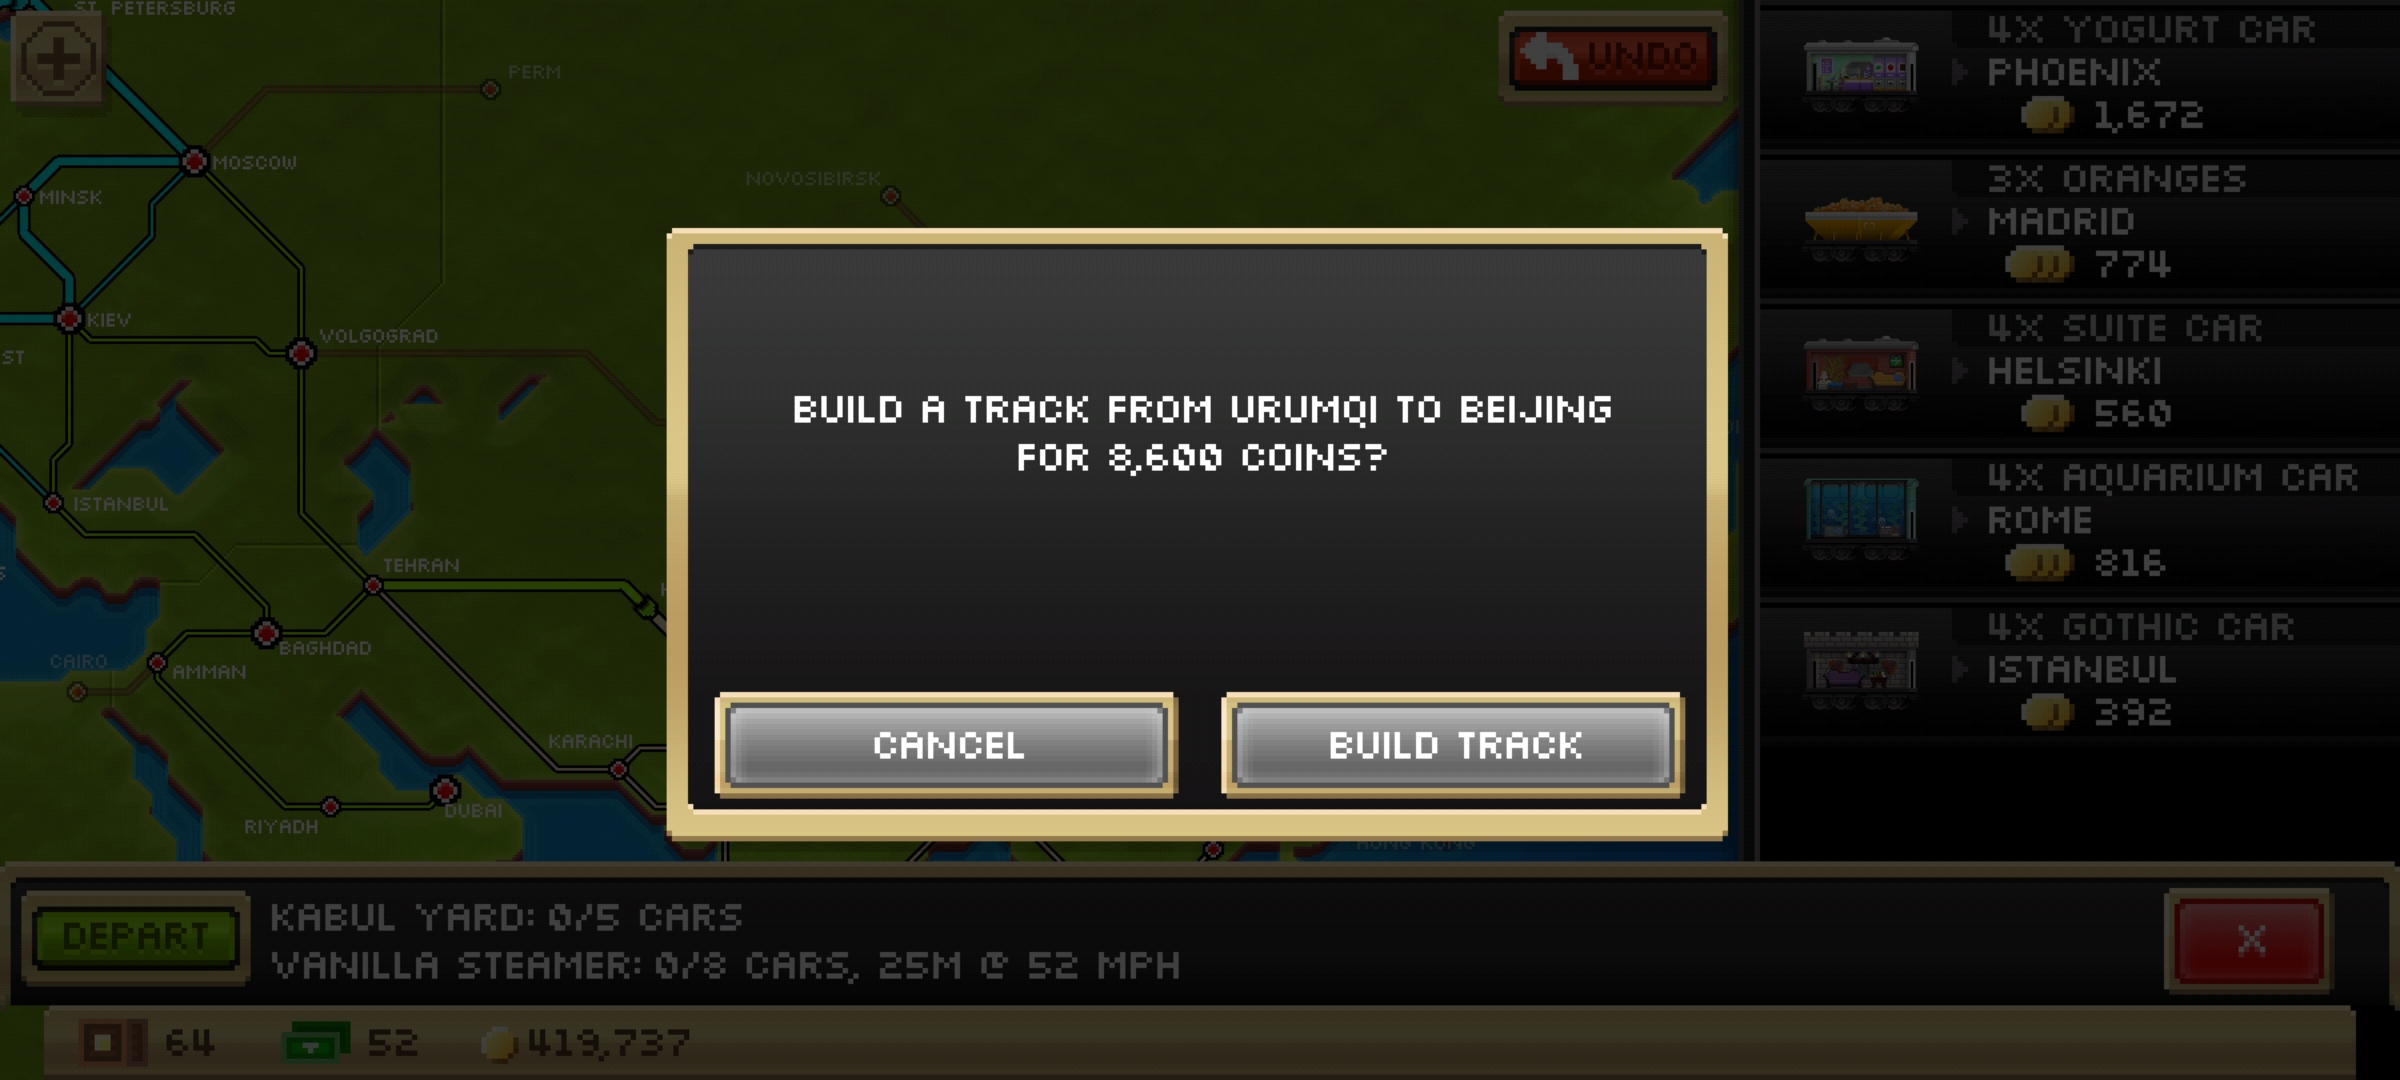 ST. PETERSBURG
PERM
MOSCOW
MINSK
NOVOSIBIRSK
KIEV
VOLGOGRAD
ST
ISTANBUL
TEHRAN
BAGHDAD
CAIRO
AMMAN
KARACHI
DUBAI
RIYADH
HONG KONG
UNDO
BUILD A TRACK FROM URUMQI TO BEIJING
FOR 8,600 COINS?
CANCEL
BUILD TRACK
4X YOGURT CAR
PHOENIX
1,672
3X ORANGES
MADRID
774
4X SUITE CAR
HELSINKI
560
4X AQUARIUM CAR
ROME
816
4X GOTHIC CAR
ISTANBUL
392
DEPART
KABUL YARD: 0/5 CARS
VANILLA STEAMER: 0/8 CARS, 25M @ 52 MPH
X
64
52
419,737